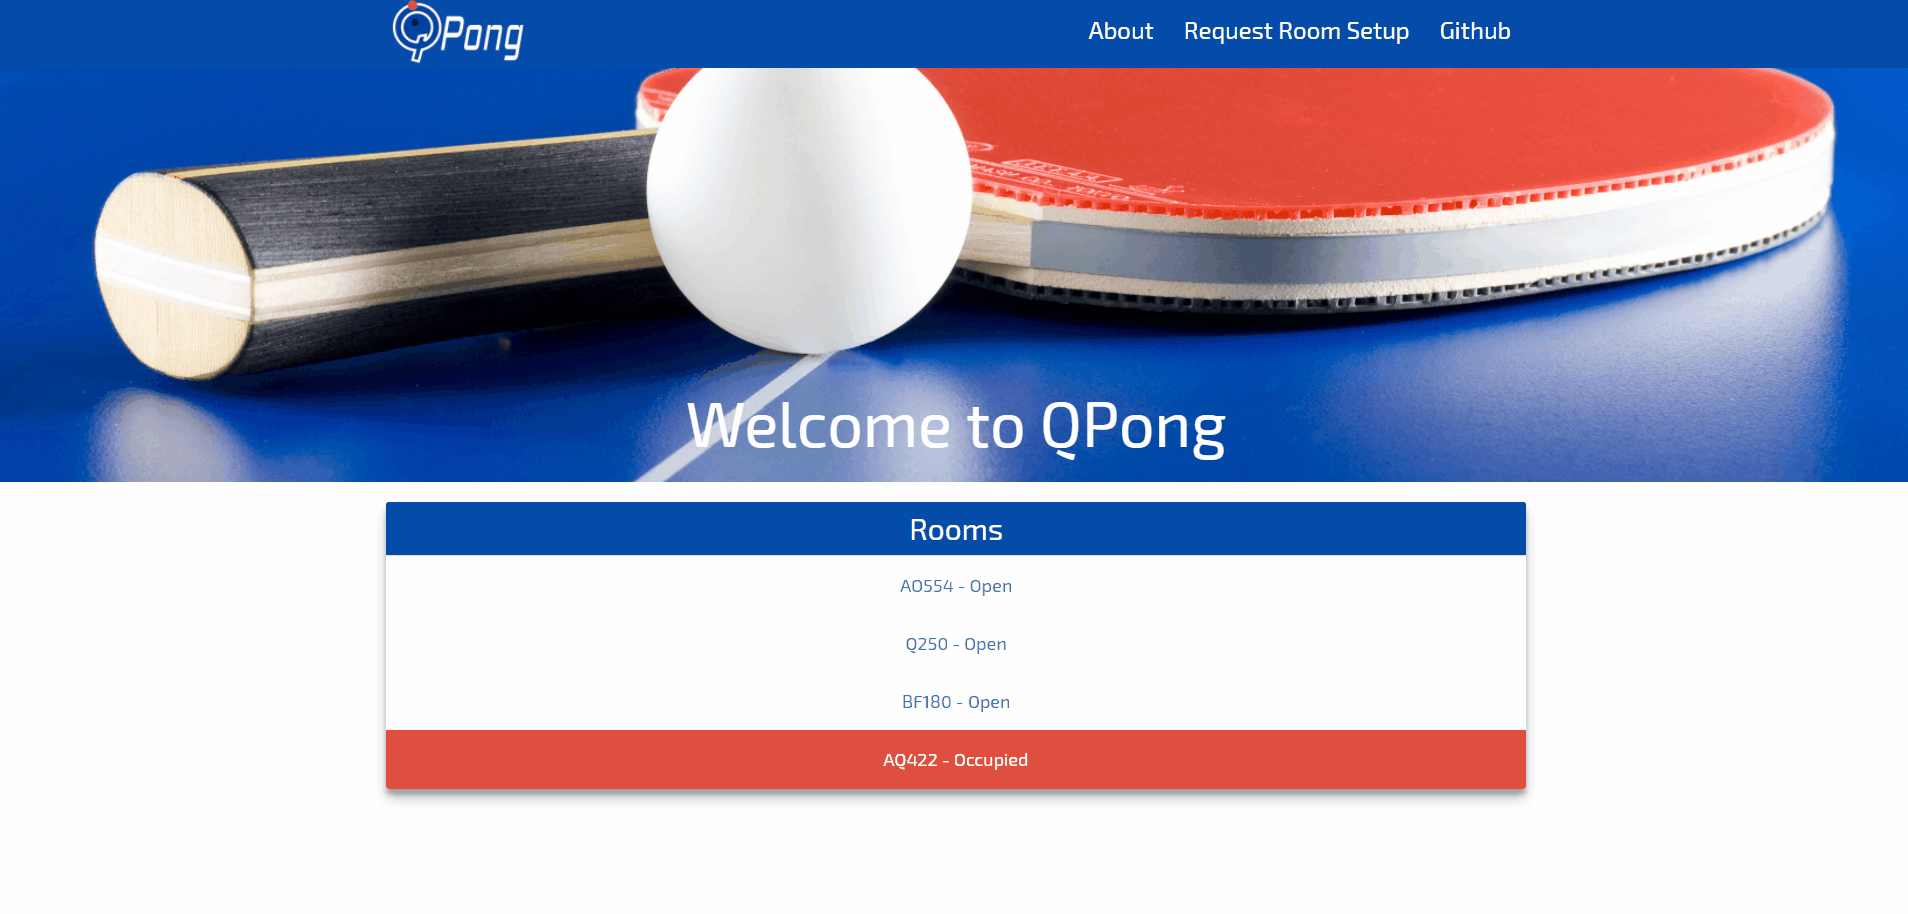 QPong
About Request Room Setup Github
Welcome to QPong
Rooms
AO554 - Open
Q250 - Open
BF180 - Open
AQ422 - Occupied